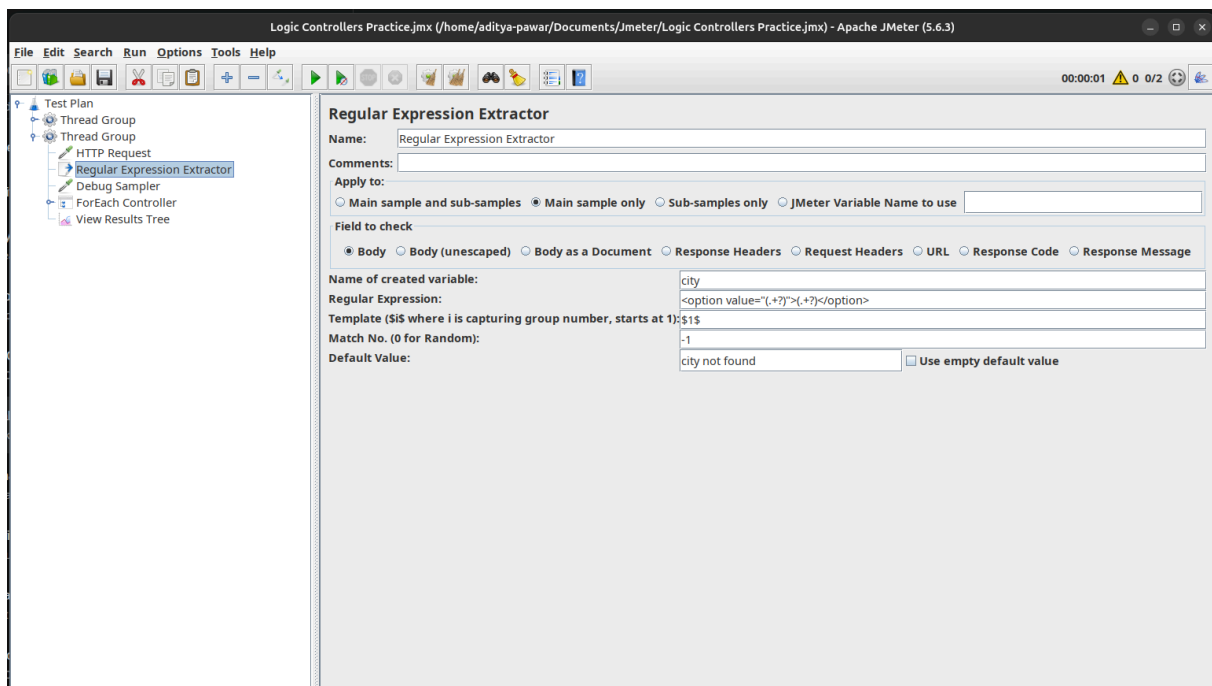 Logic Controllers Practice.jmx (/home/aditya-pawar/Documents/Jmeter/Logic Controllers Practice.jmx) - Apache JMeter (5.6.3)
File Edit Search Run Options Tools Help
00:00:01 0 0/2
Test Plan
Thread Group
Thread Group
HTTP Request
Regular Expression Extractor
Debug Sampler
ForEach Controller
View Results Tree
Regular Expression Extractor
Name: Regular Expression Extractor
Comments:
Apply to:
Main sample and sub-samples Main sample only Sub-samples only JMeter Variable Name to use
Field to check
Body Body (unescaped) Body as a Document Response Headers Request Headers URL Response Code Response Message
Name of created variable: city
Regular Expression: <option value="(.+?)">(.+?)</option>
Template ($i$ where i is capturing group number, starts at 1): $1$
Match No. (0 for Random): -1
Default Value: city not found Use empty default value